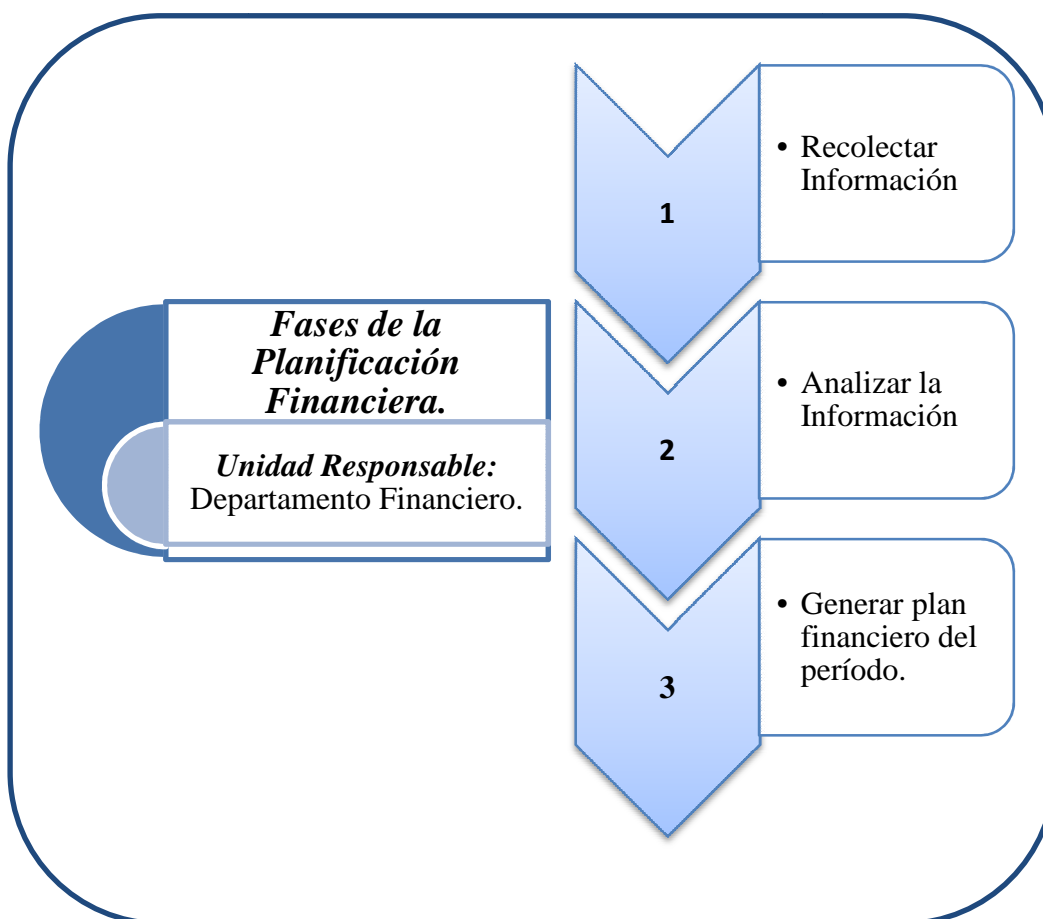 Fases de la
Planificación
Financiera.
Unidad Responsable:
Departamento Financiero.
1
• Recolectar
Información
2
• Analizar la
Información
3
• Generar plan
financiero del
período.